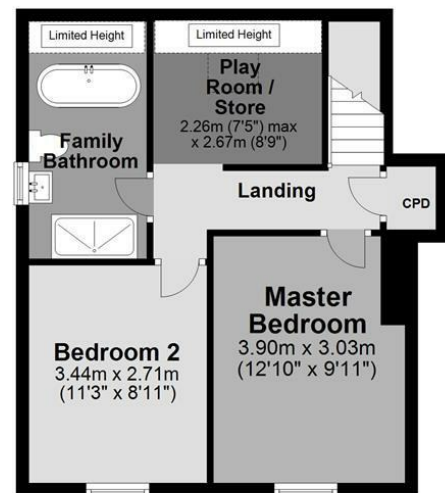 Limited Height
Limited Height
Play
Room /
Store
2.26m (7'5") max
x 2.67m (8'9")
Family
Bathroom
Landing
CPD
Master
Bedroom
3.90m x 3.03m
(12'10" x 9'11")
Bedroom 2
3.44m x 2.71m
(11'3" x 8'11")